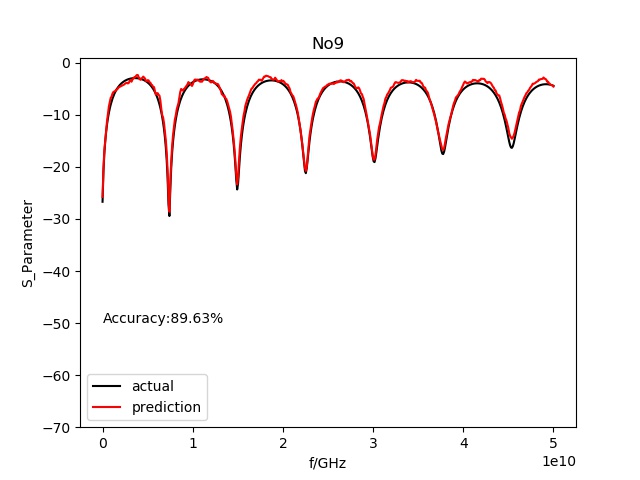 No9
0
−10
−20
−30
−40
−50
−60
−70
S_Parameter
Accuracy:89.63%
actual
prediction
0 1 2 3 4 5
f/GHz
1e10